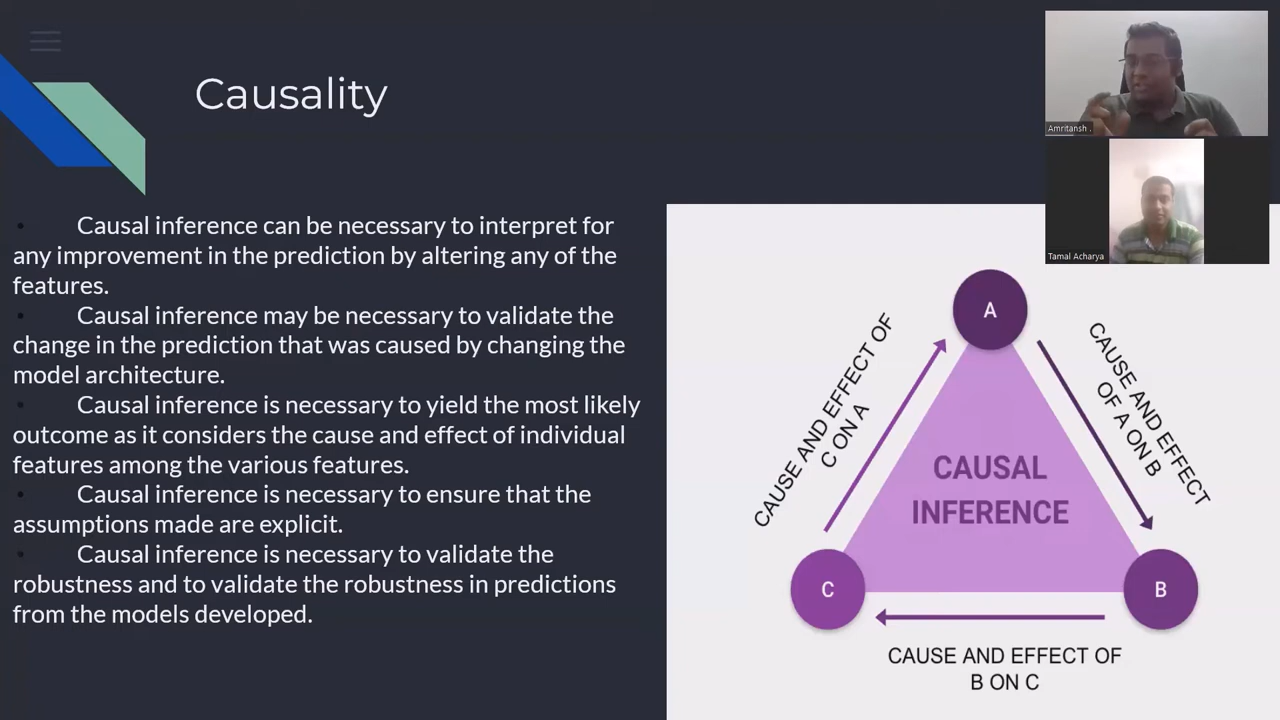 Causality
Causal inference can be necessary to interpret for
any improvement in the prediction by altering any of the
features.
Causal inference may be necessary to validate the
change in the prediction that was caused by changing the
model architecture.
Causal inference is necessary to yield the most likely
outcome as it considers the cause and effect of individual
features among the various features.
Causal inference is necessary to ensure that the
assumptions made are explicit.
Causal inference is necessary to validate the
robustness and to validate the robustness in predictions
from the models developed.
Amritansh .
Tamal Acharya
A
CAUSE AND EFFECT OF
C ON A
CAUSE AND EFFECT
OF A ON B
CAUSAL
INFERENCE
C
B
CAUSE AND EFFECT OF
B ON C